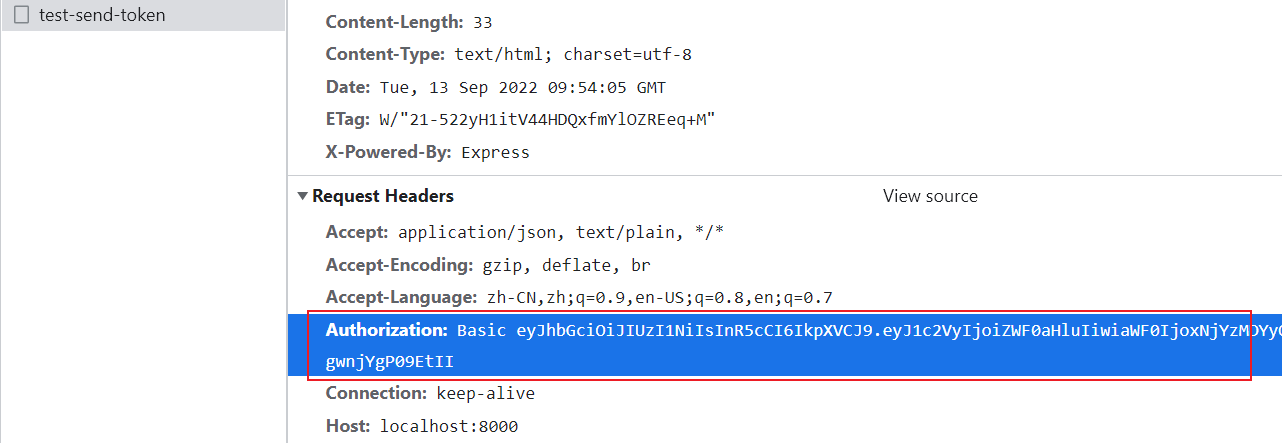 test-send-token
Content-Length: 33
Content-Type: text/html; charset=utf-8
Date: Tue, 13 Sep 2022 09:54:05 GMT
ETag: W/"21-522yH1itV44HDQxfmYlOZREeq+M"
X-Powered-By: Express
Request Headers View source
Accept: application/json, text/plain, */*
Accept-Encoding: gzip, deflate, br
Accept-Language: zh-CN,zh;q=0.9,en-US;q=0.8,en;q=0.7
Authorization: Basic eyJhbGciOiJIUzI1NiIsInR5cCI6IkpXVCJ9.eyJ1c2VyIjoiZWF0aHluIiwiaWF0IjoxNjYzMDYy
gwnjYgP09EtII
Connection: keep-alive
Host: localhost:8000